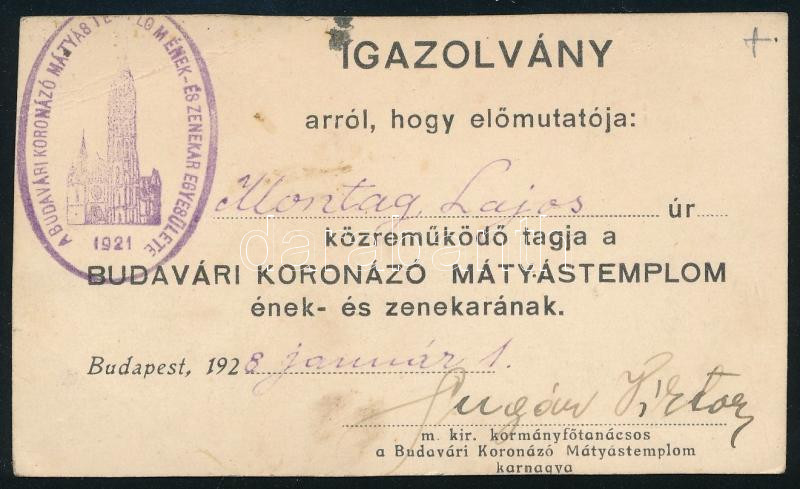 A BUDAVÁRI KORONÁZÓ MÁTYÁS TEMPLOM ÉNEK- ÉS ZENEKAR EGYESÜLETE
1921
IGAZOLVÁNY
arról, hogy előmutatója:
Montag Lajos úr
közreműködő tagja a
BUDAVÁRI KORONÁZÓ MÁTYÁSTEMPLOM
ének- és zenekarának.
Budapest, 1928 január 1.
Sugár Viktor
m. kir. kormányfőtanácsos
a Budavári Koronázó Mátyástemplom
karnagya